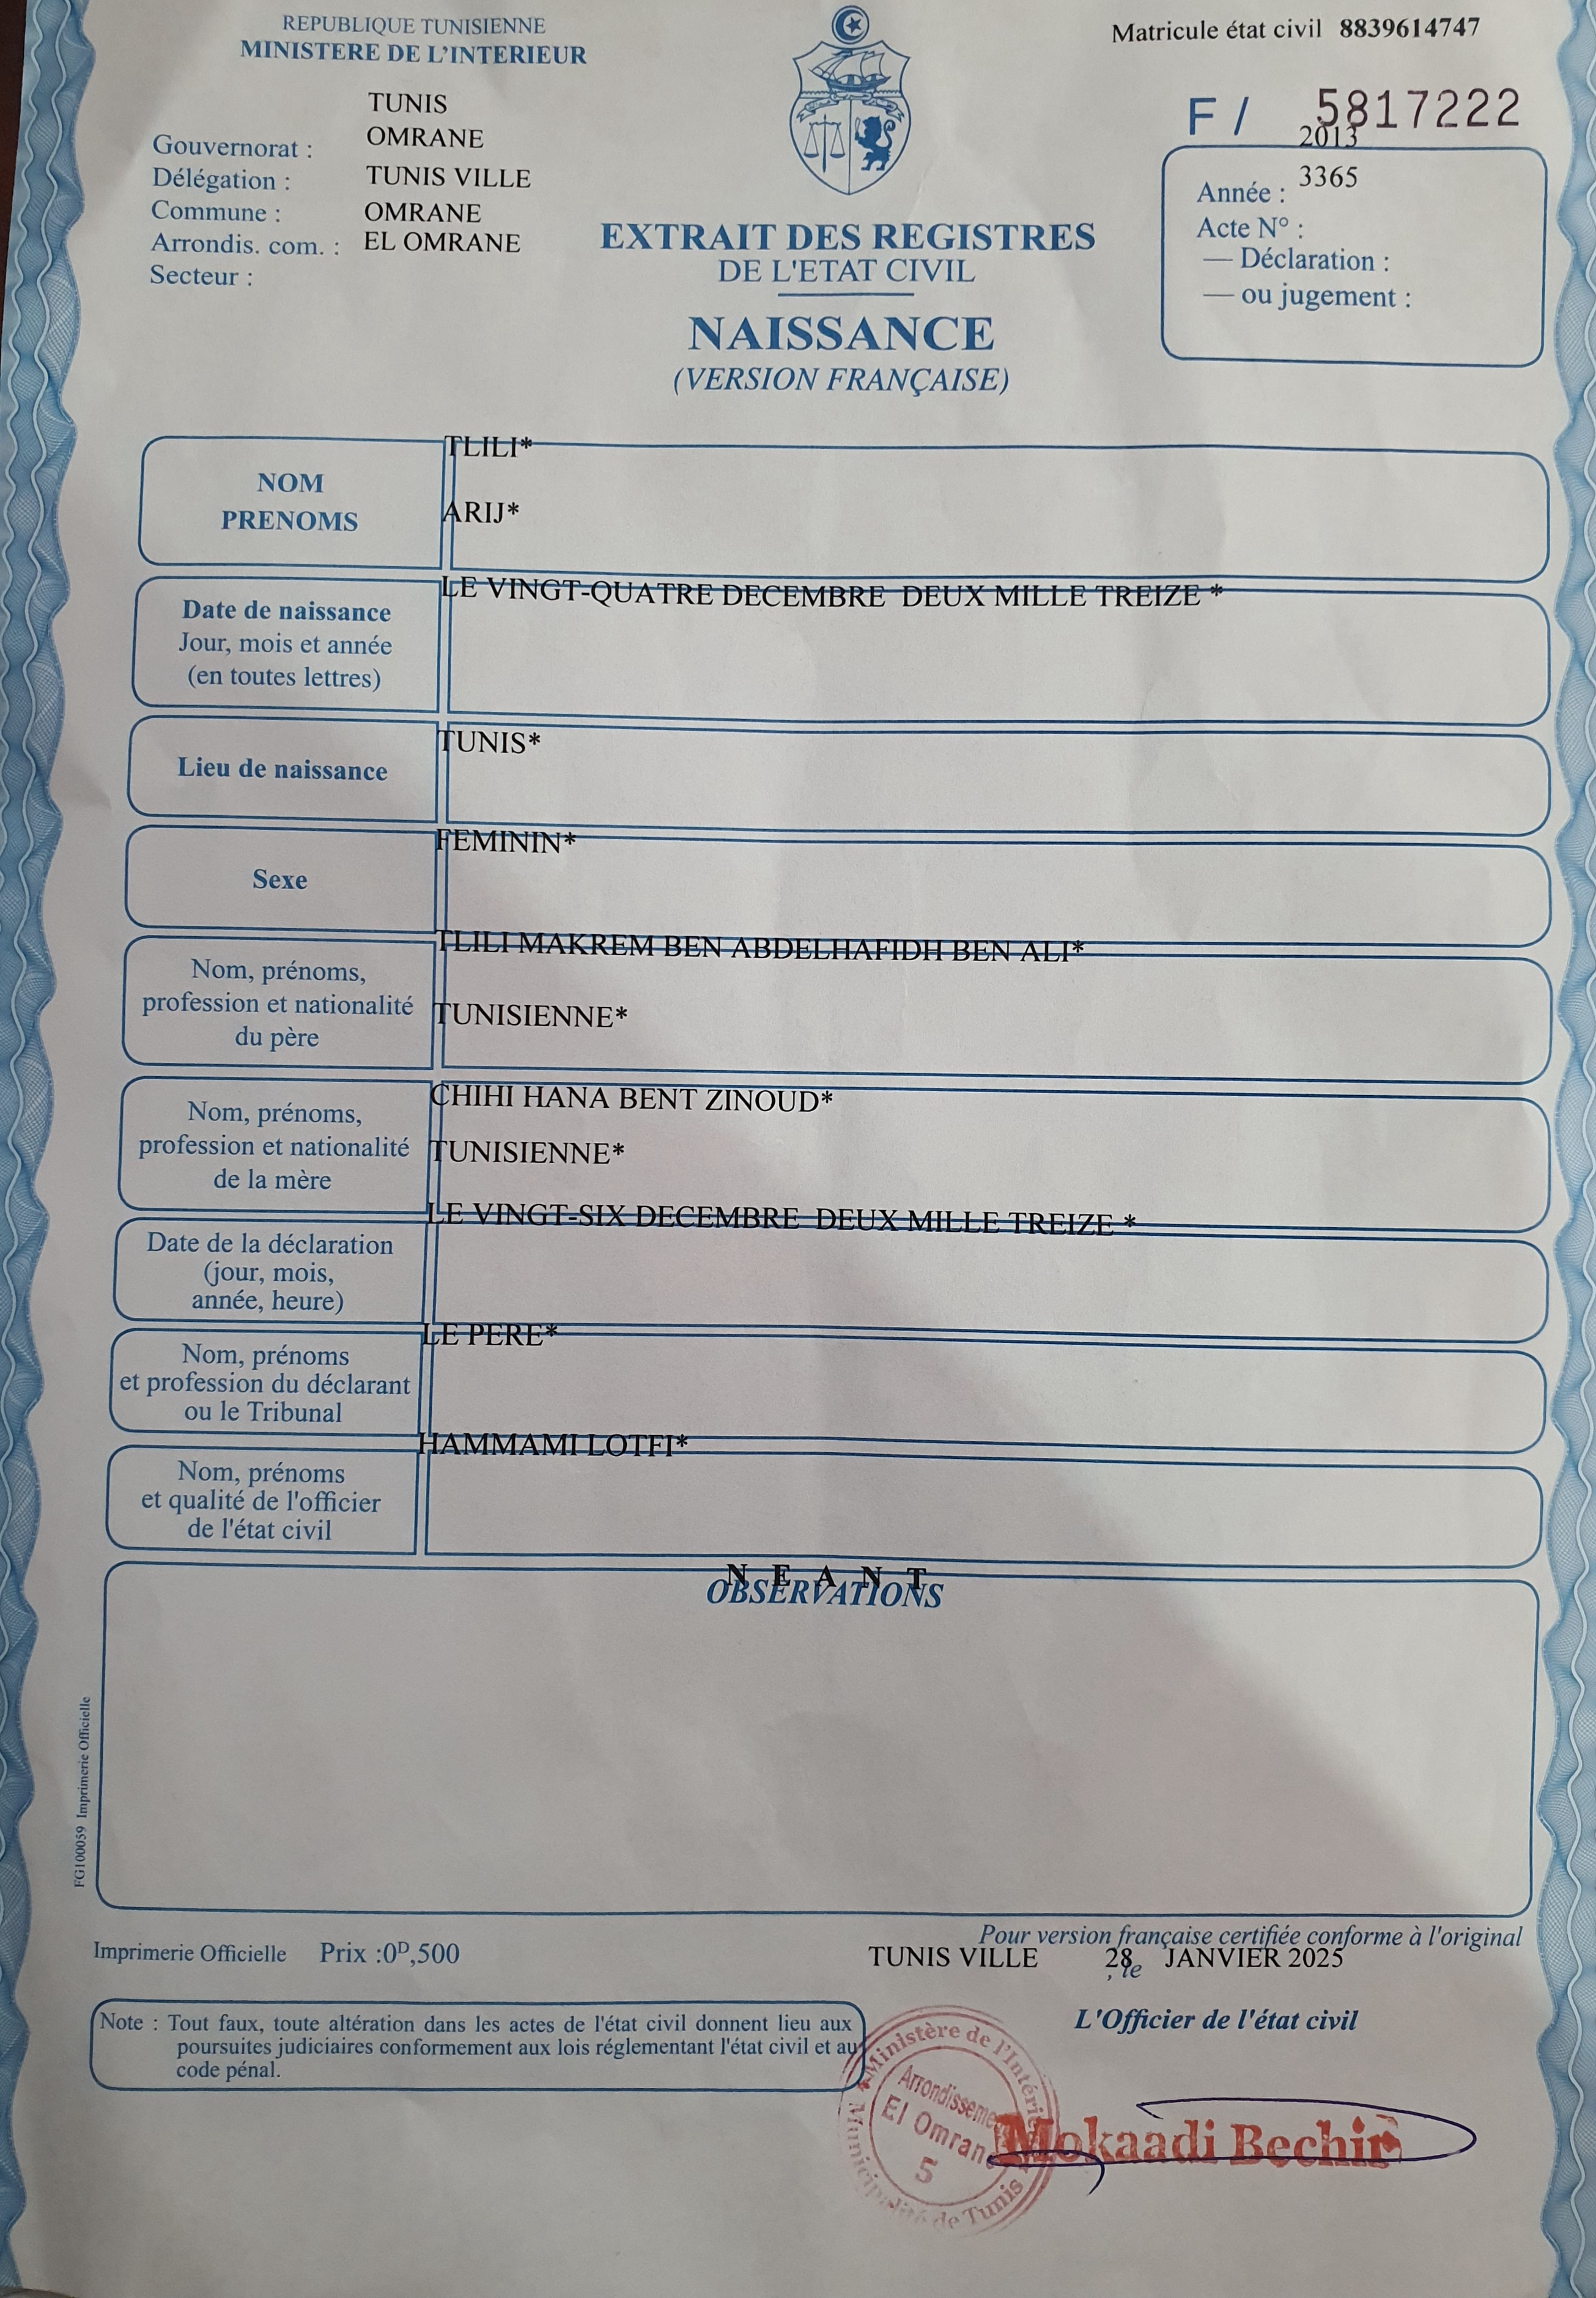 REPUBLIQUE TUNISIENNE
MINISTERE DE L'INTERIEUR
Matricule état civil 8839614747
F / 5817222
TUNIS
OMRANE
TUNIS VILLE
OMRANE
EL OMRANE
Gouvernorat :
Délégation :
Commune :
Arrondis. com. :
Secteur :
2013
3365
Année :
Acte N° :
— Déclaration :
— ou jugement :
EXTRAIT DES REGISTRES
DE L'ETAT CIVIL
NAISSANCE
(VERSION FRANÇAISE)
NOM
PRENOMS
TLILI*
ARIJ*
Date de naissance
Jour, mois et année
(en toutes lettres)
LE VINGT-QUATRE DECEMBRE DEUX MILLE TREIZE *
Lieu de naissance
TUNIS*
Sexe
FEMININ*
Nom, prénoms,
profession et nationalité
du père
TLILI MAKREM BEN ABDELHAFIDH BEN ALI*
TUNISIENNE*
Nom, prénoms,
profession et nationalité
de la mère
CHIHI HANA BENT ZINOUD*
TUNISIENNE*
Date de la déclaration
(jour, mois,
année, heure)
LE VINGT-SIX DECEMBRE DEUX MILLE TREIZE *
Nom, prénoms
et profession du déclarant
ou le Tribunal
LE PERE*
Nom, prénoms
et qualité de l'officier
de l'état civil
HAMMAMI LOTFI*
N E A N T
OBSERVATIONS
FG100059 Imprimerie Officielle
Pour version française certifiée conforme à l'original
Imprimerie Officielle Prix :0D,500
TUNIS VILLE , le 28 JANVIER 2025
L'Officier de l'état civil
Note : Tout faux, toute altération dans les actes de l'état civil donnent lieu aux
poursuites judiciaires conformement aux lois réglementant l'état civil et au
code pénal.
Ministère de l'Intéri
Arrondisseme
El Omran
5
Municipalité de Tunis
Mokaadi Bechir